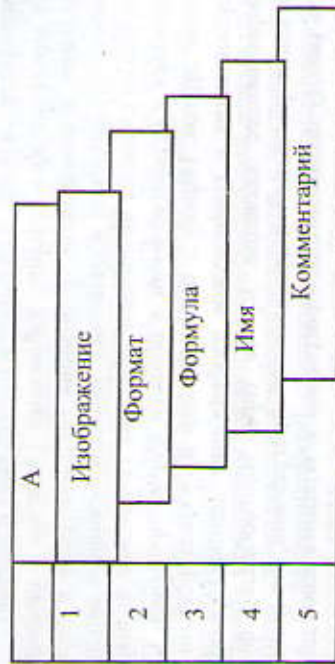 А
1 Изображение
2 Формат
3 Формула
4 Имя
5 Комментарий